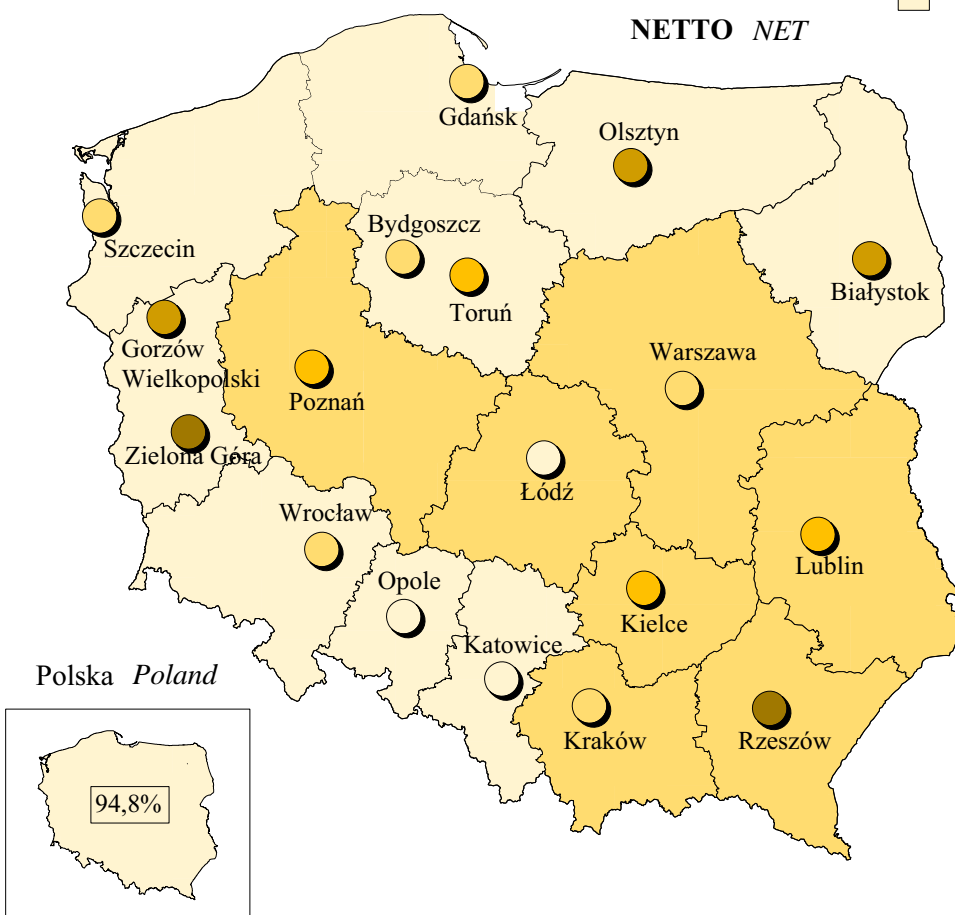 NETTO NET
Gdańsk
Olsztyn
Szczecin
Bydgoszcz
Toruń
Białystok
Gorzów
Wielkopolski
Warszawa
Poznań
Zielona Góra
Łódź
Wrocław
Lublin
Opole
Kielce
Katowice
Kraków
Rzeszów
Polska Poland
94,8%